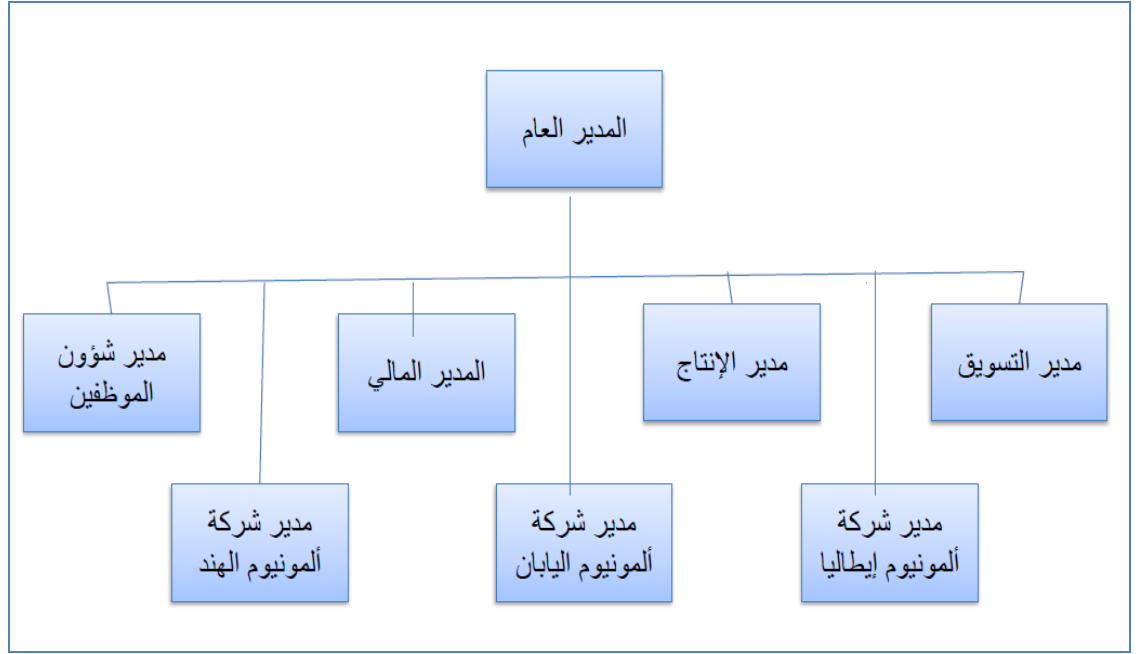 المدير العام
مدير التسويق
مدير الإنتاج
المدير المالي
مدير شؤون
الموظفين
مدير شركة
ألمونيوم إيطاليا
مدير شركة
ألمونيوم اليابان
مدير شركة
ألمونيوم الهند